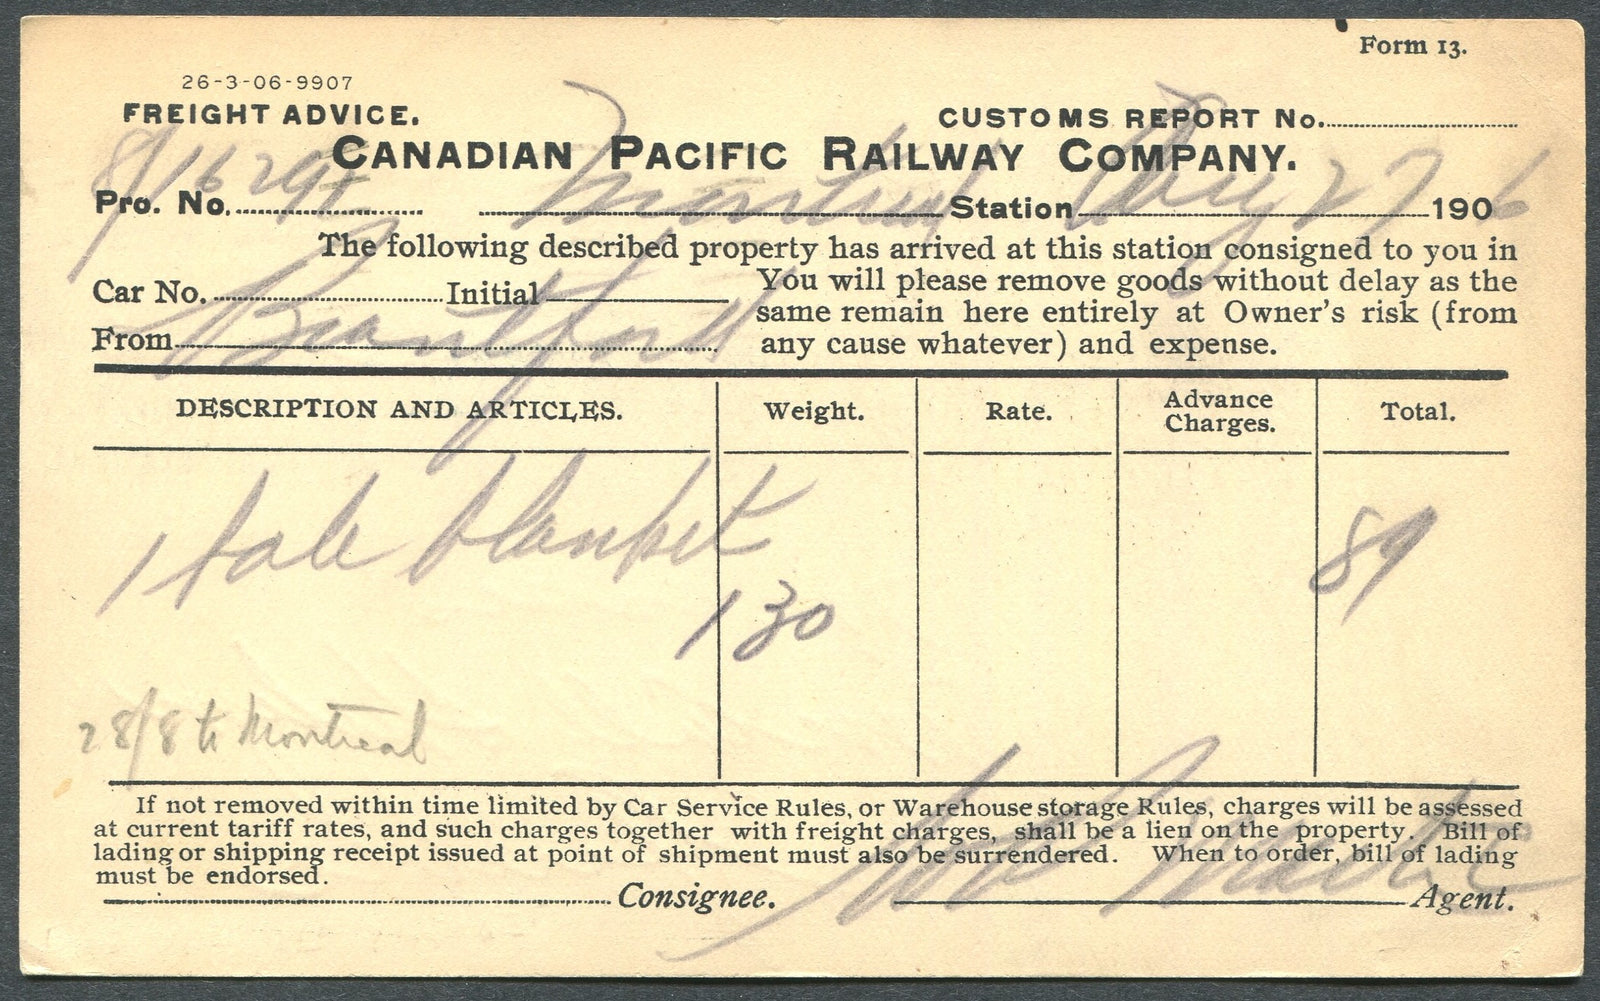 Form 13.
26-3-06-9907
FREIGHT ADVICE. CUSTOMS REPORT No.
CANADIAN PACIFIC RAILWAY COMPANY.
Pro. No. Montreal Station Aug 27 1906
The following described property has arrived at this station consigned to you in
Car No. Initial You will please remove goods without delay as the
same remain here entirely at Owner's risk (from
From Brantford any cause whatever) and expense.
DESCRIPTION AND ARTICLES. Weight. Rate. Advance Charges. Total.
1 bale blanket 89
130
28/8 to Montreal
If not removed within time limited by Car Service Rules, or Warehouse storage Rules, charges will be assessed
at current tariff rates, and such charges together with freight charges, shall be a lien on the property. Bill of
lading or shipping receipt issued at point of shipment must also be surrendered. When to order, bill of lading
must be endorsed.
Consignee. Agent.